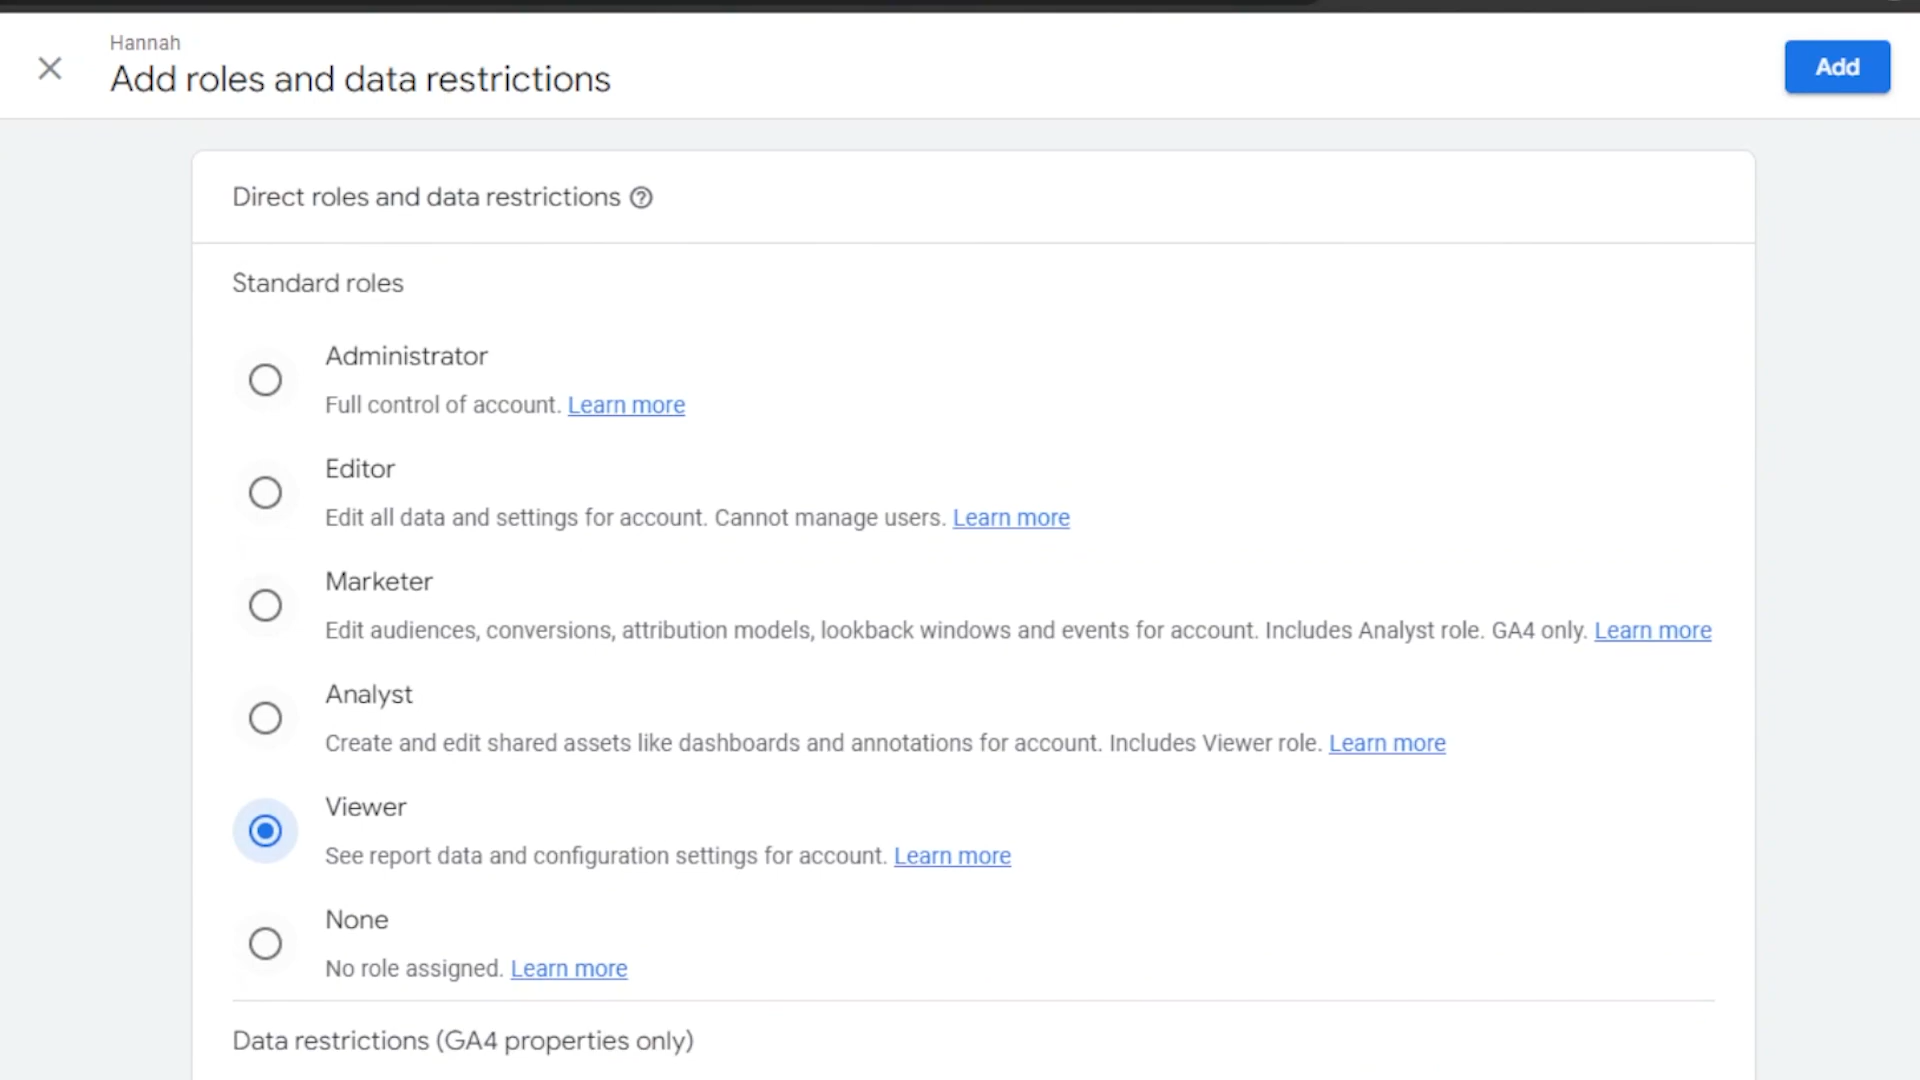 Hannah
Add roles and data restrictions
Add
Direct roles and data restrictions
Standard roles
Administrator
Full control of account. Learn more
Editor
Edit all data and settings for account. Cannot manage users. Learn more
Marketer
Edit audiences, conversions, attribution models, lookback windows and events for account. Includes Analyst role. GA4 only. Learn more
Analyst
Create and edit shared assets like dashboards and annotations for account. Includes Viewer role. Learn more
Viewer
See report data and configuration settings for account. Learn more
None
No role assigned. Learn more
Data restrictions (GA4 properties only)